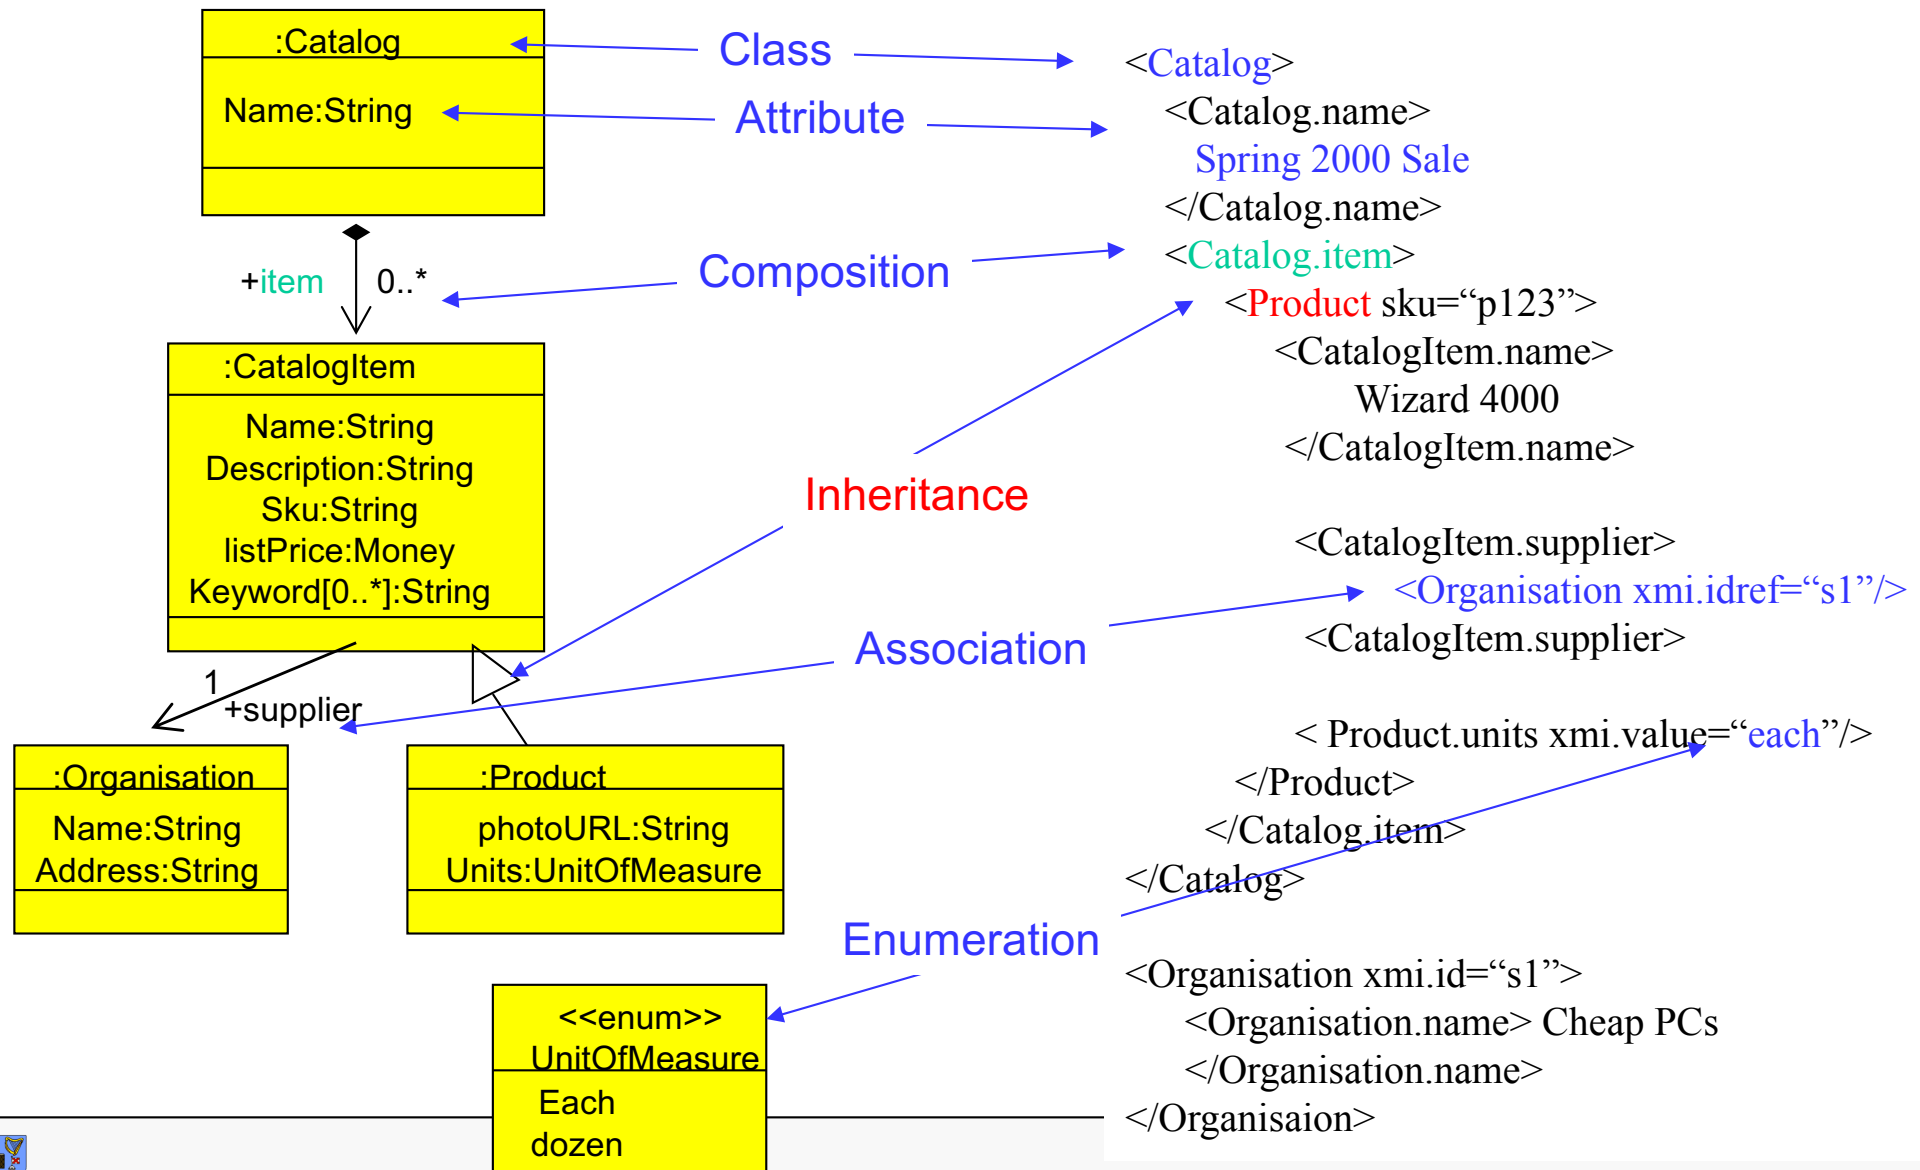 :Catalog
Name:String
+item 0..*
:CatalogItem
Name:String
Description:String
Sku:String
listPrice:Money
Keyword[0..*]:String
1
+supplier
:Organisation
Name:String
Address:String
:Product
photoURL:String
Units:UnitOfMeasure
<<enum>>
UnitOfMeasure
Each
dozen
Class
Attribute
Composition
Inheritance
Association
Enumeration
<Catalog>
<Catalog.name>
Spring 2000 Sale
</Catalog.name>
<Catalog.item>
<Product sku=“p123”>
<CatalogItem.name>
Wizard 4000
</CatalogItem.name>
<CatalogItem.supplier>
<Organisation xmi.idref=“s1”/>
<CatalogItem.supplier>
< Product.units xmi.value=“each”/>
</Product>
</Catalog.item>
</Catalog>
<Organisation xmi.id=“s1”>
<Organisation.name> Cheap PCs
</Organisation.name>
</Organisaion>